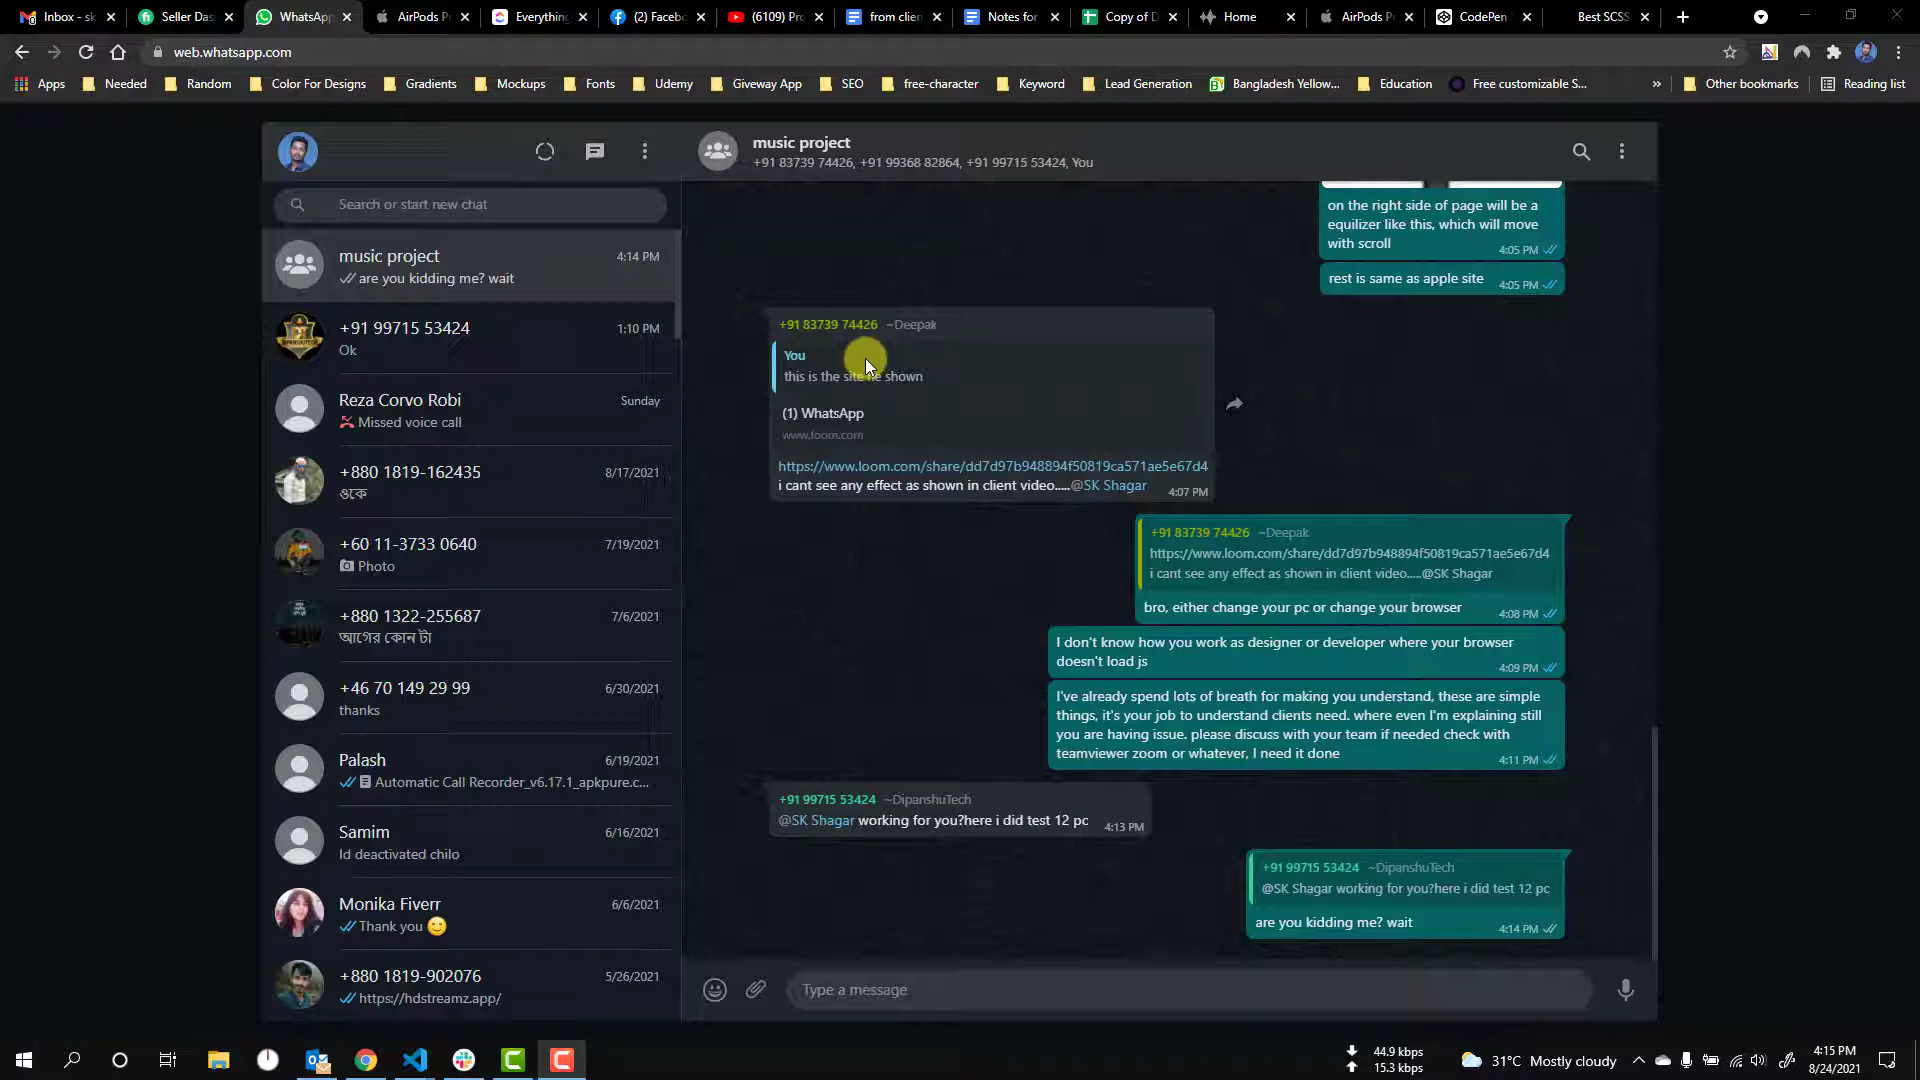 Inbox - sk
Seller Das
WhatsApp
AirPods P
Everything
(2) Facebo
(6109) Pro
from clien
Notes for
Copy of D
Home
AirPods P
CodePen
Best SCSS
web.whatsapp.com
Apps
Needed
Random
Color For Designs
Gradients
Mockups
Fonts
Udemy
Giveway App
SEO
free-character
Keyword
Lead Generation
Bangladesh Yellow...
Education
Free customizable S...
»
Other bookmarks
Reading list
Search or start new chat
music project 4:14 PM
are you kidding me? wait
+91 99715 53424 1:10 PM
Ok
Reza Corvo Robi Sunday
Missed voice call
+880 1819-162435 8/17/2021
ওকে
+60 11-3733 0640 7/19/2021
Photo
+880 1322-255687 7/6/2021
আগের কোন টা
+46 70 149 29 99 6/30/2021
thanks
Palash 6/19/2021
Automatic Call Recorder_v6.17.1_apkpure.c...
Samim 6/16/2021
Id deactivated chilo
Monika Fiverr 6/6/2021
Thank you 😊
+880 1819-902076 5/26/2021
https://hdstreamz.app/
music project
+91 83739 74426, +91 99368 82864, +91 99715 53424, You
on the right side of page will be a
equilizer like this, which will move
with scroll
4:05 PM
rest is same as apple site 4:05 PM
+91 83739 74426 ~Deepak
You
this is the site he shown
(1) WhatsApp
www.loom.com
https://www.loom.com/share/dd7d97b948894f50819ca571ae5e67d4
i cant see any effect as shown in client video.....@SK Shagar 4:07 PM
+91 83739 74426 ~Deepak
https://www.loom.com/share/dd7d97b948894f50819ca571ae5e67d4
i cant see any effect as shown in client video.....@SK Shagar
bro, either change your pc or change your browser 4:08 PM
I don't know how you work as designer or developer where your browser
doesn't load js
4:09 PM
I've already spend lots of breath for making you understand, these are simple
things, it's your job to understand clients need. where even I'm explaining still
you are having issue. please discuss with your team if needed check with
teamviewer zoom or whatever, I need it done 4:11 PM
+91 99715 53424 ~DipanshuTech
@SK Shagar working for you?here i did test 12 pc 4:13 PM
+91 99715 53424 ~DipanshuTech
@SK Shagar working for you?here i did test 12 pc
are you kidding me? wait 4:14 PM
Type a message
44.9 kbps
15.3 kbps
31°C Mostly cloudy
4:15 PM
8/24/2021